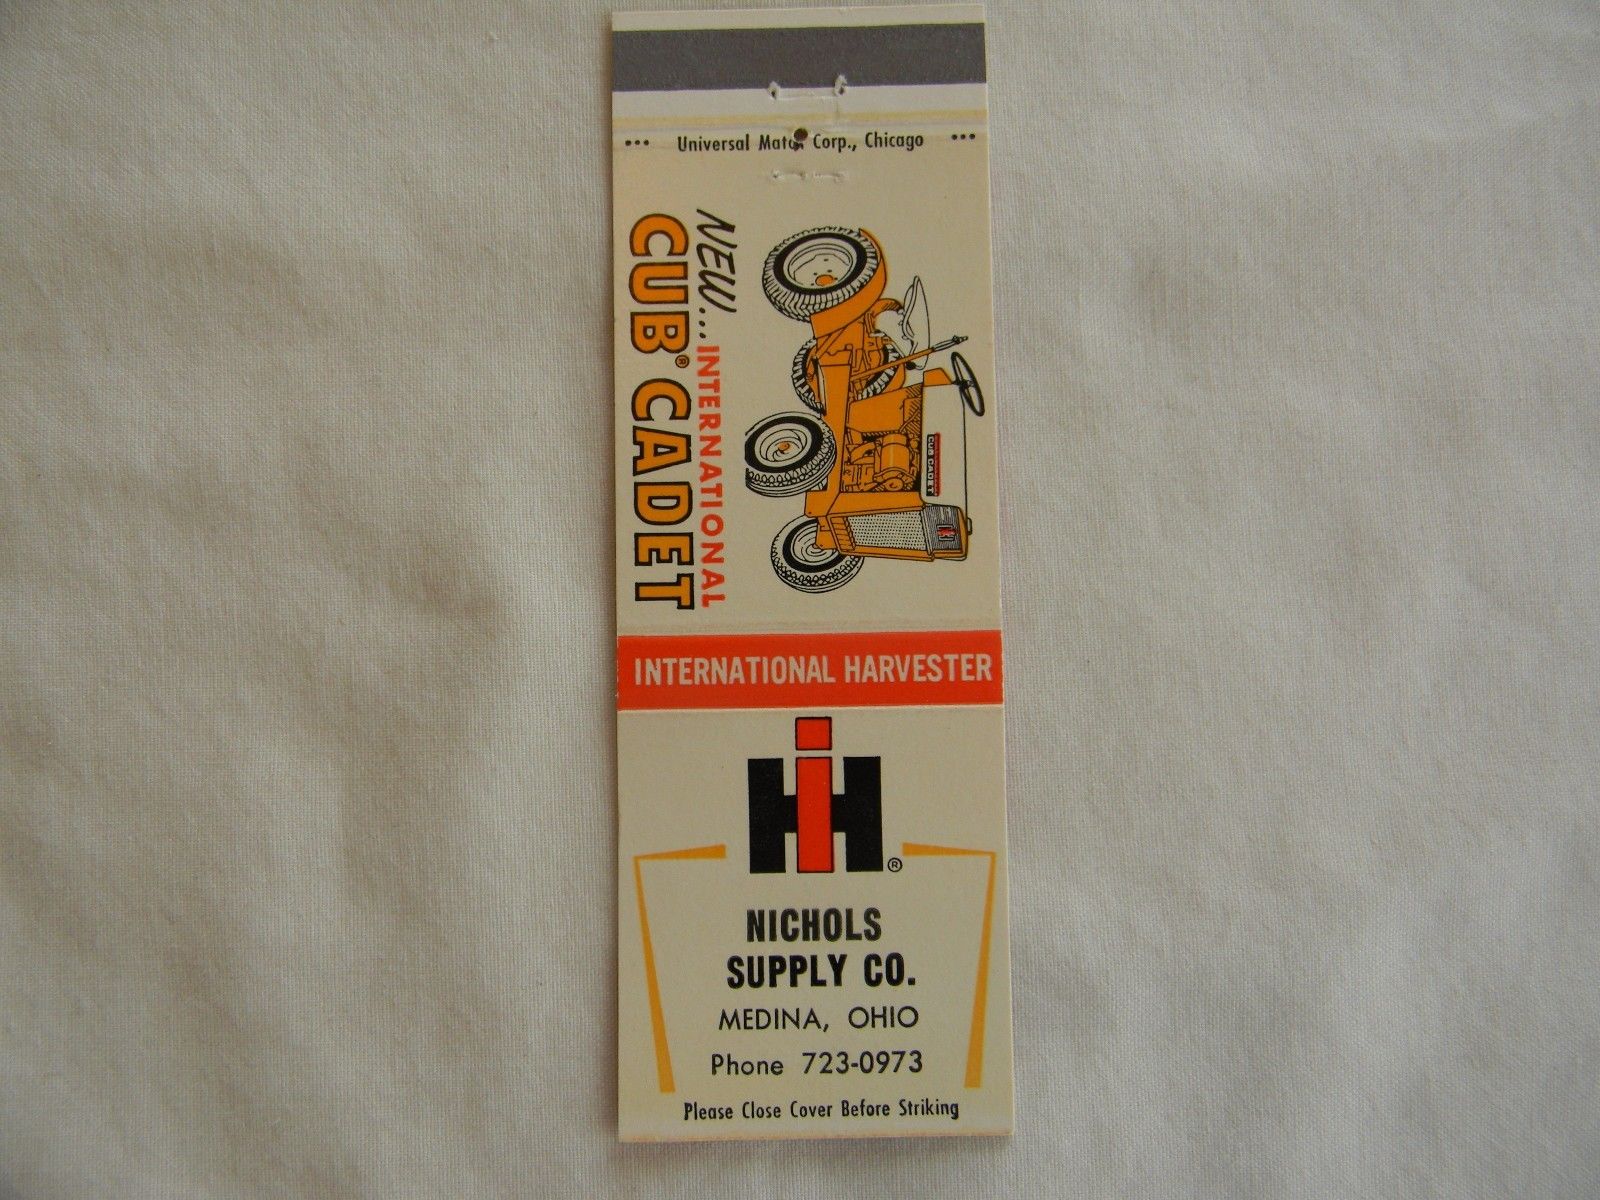 Universal Match Corp., Chicago
NEW... INTERNATIONAL
CUB® CADET
CUB CADET
IH
INTERNATIONAL HARVESTER
IH®
NICHOLS
SUPPLY CO.
MEDINA, OHIO
Phone 723-0973
Please Close Cover Before Striking